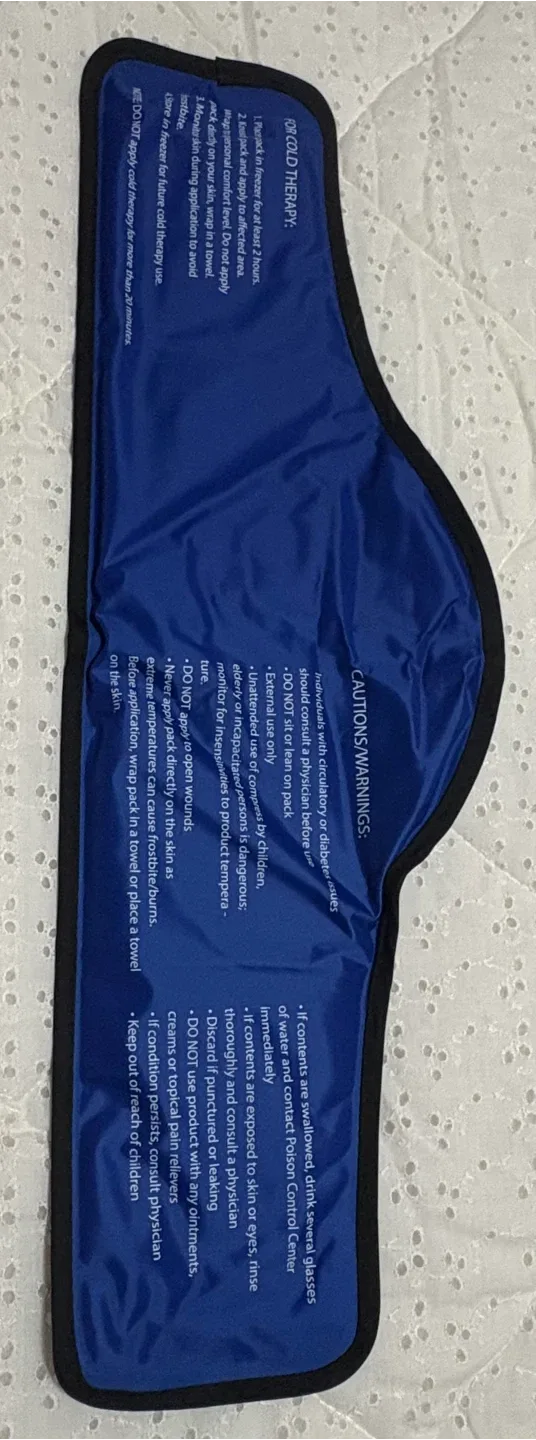 FOR COLD THERAPY:
1. Place pack in freezer for at least 2 hours.
2. Knead pack and apply to affected area.
Wrap to personal comfort level. Do not apply
pack directly on your skin, wrap in a towel.
3. Monitor skin during application to avoid
frostbite.
Store in freezer for future cold therapy use.
NOTE: DO NOT apply cold therapy for more than 20 minutes.
CAUTIONS/WARNINGS:
Individuals with circulatory or diabetes issues
should consult a physician before use
• DO NOT sit or lean on pack
• External use only
• Unattended use of compress by children,
elderly or incapacitated persons is dangerous;
monitor for insensitivities to product tempera -
ture.
• DO NOT apply to open wounds
• Never apply pack directly on the skin as
extreme temperatures can cause frostbite/burns.
Before application, wrap pack in a towel or place a towel
on the skin.
• If contents are swallowed, drink several glasses
of water and contact Poison Control Center
immediately
• If contents are exposed to skin or eyes, rinse
thoroughly and consult a physician
• Discard if punctured or leaking
• DO NOT use product with any ointments,
creams or topical pain relievers
• If condition persists, consult physician
• Keep out of reach of children